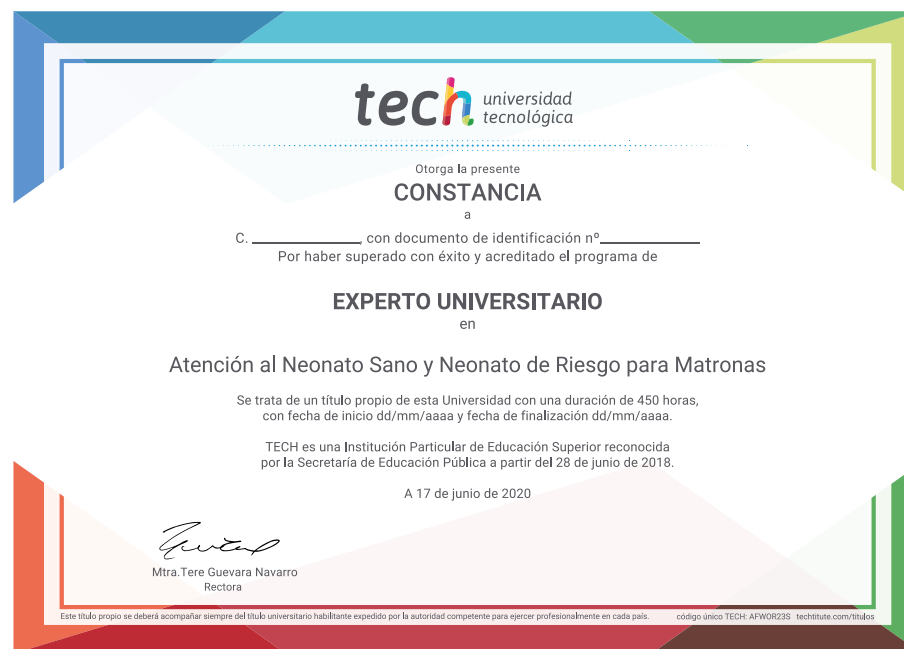 tech universidad
tecnológica
Otorga la presente
CONSTANCIA
a
C. ____________, con documento de identificación nº____________
Por haber superado con éxito y acreditado el programa de
EXPERTO UNIVERSITARIO
en
Atención al Neonato Sano y Neonato de Riesgo para Matronas
Se trata de un título propio de esta Universidad con una duración de 450 horas,
con fecha de inicio dd/mm/aaaa y fecha de finalización dd/mm/aaaa.
TECH es una Institución Particular de Educación Superior reconocida
por la Secretaría de Educación Pública a partir del 28 de junio de 2018.
A 17 de junio de 2020
Mtra.Tere Guevara Navarro
Rectora
Este título propio se deberá acompañar siempre del título universitario habilitante expedido por la autoridad competente para ejercer profesionalmente en cada país. código único TECH: AFWOR23S techtitute.com/titulos